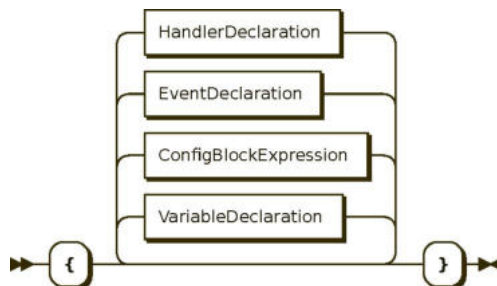 HandlerDeclaration
EventDeclaration
ConfigBlockExpression
VariableDeclaration
{ }